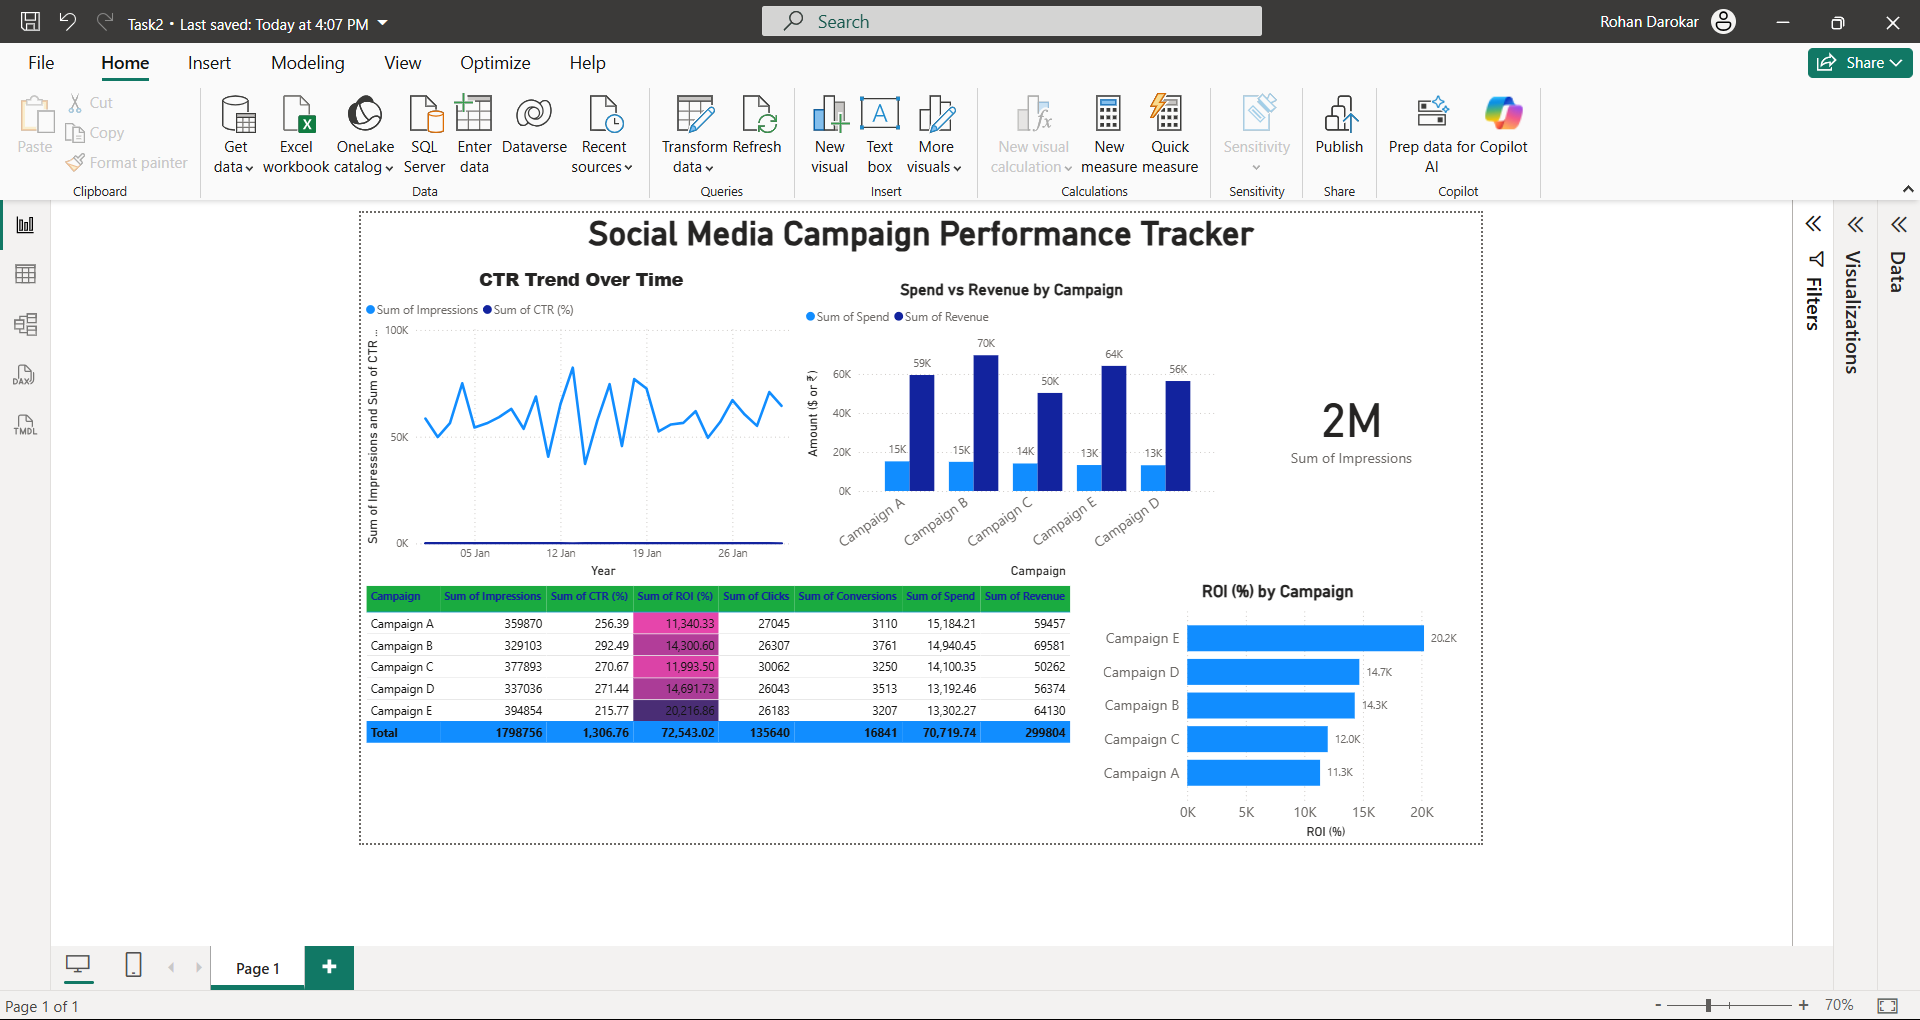 Task2 • Last saved: Today at 4:07 PM
Search
Rohan Darokar
File Home Insert Modeling View Optimize Help
Share
Paste
Cut
Copy
Format painter
Clipboard
Get data
Excel workbook
OneLake catalog
SQL Server
Enter data
Dataverse
Recent sources
Data
Transform data
Refresh
Queries
New visual
Text box
More visuals
Insert
New visual calculation
New measure
Quick measure
Calculations
Sensitivity
Sensitivity
Publish
Share
Prep data for AI
Copilot
Copilot
DAX
TMDL
Social Media Campaign Performance Tracker
CTR Trend Over Time
Sum of Impressions Sum of CTR (%)
Sum of Impressions and Sum of CTR ...
100K
50K
0K
05 Jan 12 Jan 19 Jan 26 Jan
Year
Spend vs Revenue by Campaign
Sum of Spend Sum of Revenue
Amount ($ or ₹)
60K
40K
20K
0K
15K 59K
15K 70K
14K 50K
13K 64K
13K 56K
Campaign A Campaign B Campaign C Campaign E Campaign D
Campaign
2M
Sum of Impressions
Campaign Sum of Impressions Sum of CTR (%) Sum of ROI (%) Sum of Clicks Sum of Conversions Sum of Spend Sum of Revenue
Campaign A 359870 256.39 11,340.33 27045 3110 15,184.21 59457
Campaign B 329103 292.49 14,300.60 26307 3761 14,940.45 69581
Campaign C 377893 270.67 11,993.50 30062 3250 14,100.35 50262
Campaign D 337036 271.44 14,691.73 26043 3513 13,192.46 56374
Campaign E 394854 215.77 20,216.86 26183 3207 13,302.27 64130
Total 1798756 1,306.76 72,543.02 135640 16841 70,719.74 299804
ROI (%) by Campaign
Campaign E 20.2K
Campaign D 14.7K
Campaign B 14.3K
Campaign C 12.0K
Campaign A 11.3K
0K 5K 10K 15K 20K
ROI (%)
Filters
Visualizations
Data
Page 1
Page 1 of 1
70%